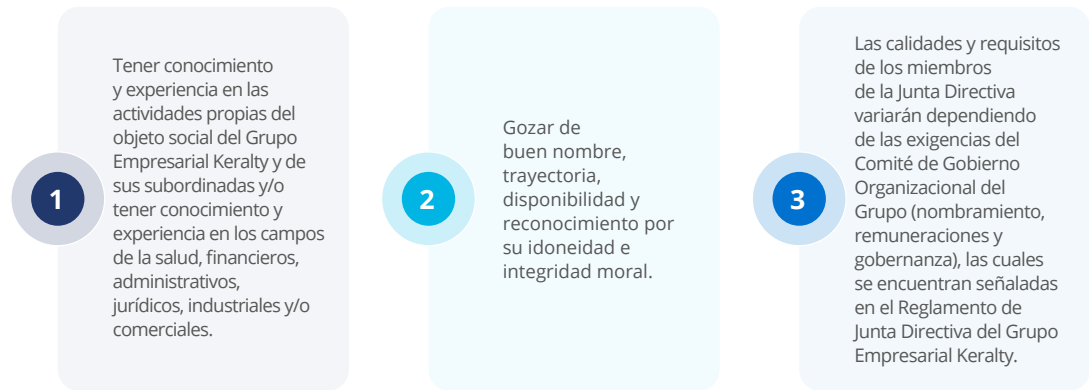 1
Tener conocimiento
y experiencia en las
actividades propias del
objeto social del Grupo
Empresarial Keralty y de
sus subordinadas y/o
tener conocimiento y
experiencia en los campos
de la salud, financieros,
administrativos,
jurídicos, industriales y/o
comerciales.
2
Gozar de
buen nombre,
trayectoria,
disponibilidad y
reconocimiento por
su idoneidad e
integridad moral.
3
Las calidades y requisitos
de los miembros
de la Junta Directiva
variarán dependiendo
de las exigencias del
Comité de Gobierno
Organizacional del
Grupo (nombramiento,
remuneraciones y
gobernanza), las cuales
se encuentran señaladas
en el Reglamento de
Junta Directiva del Grupo
Empresarial Keralty.